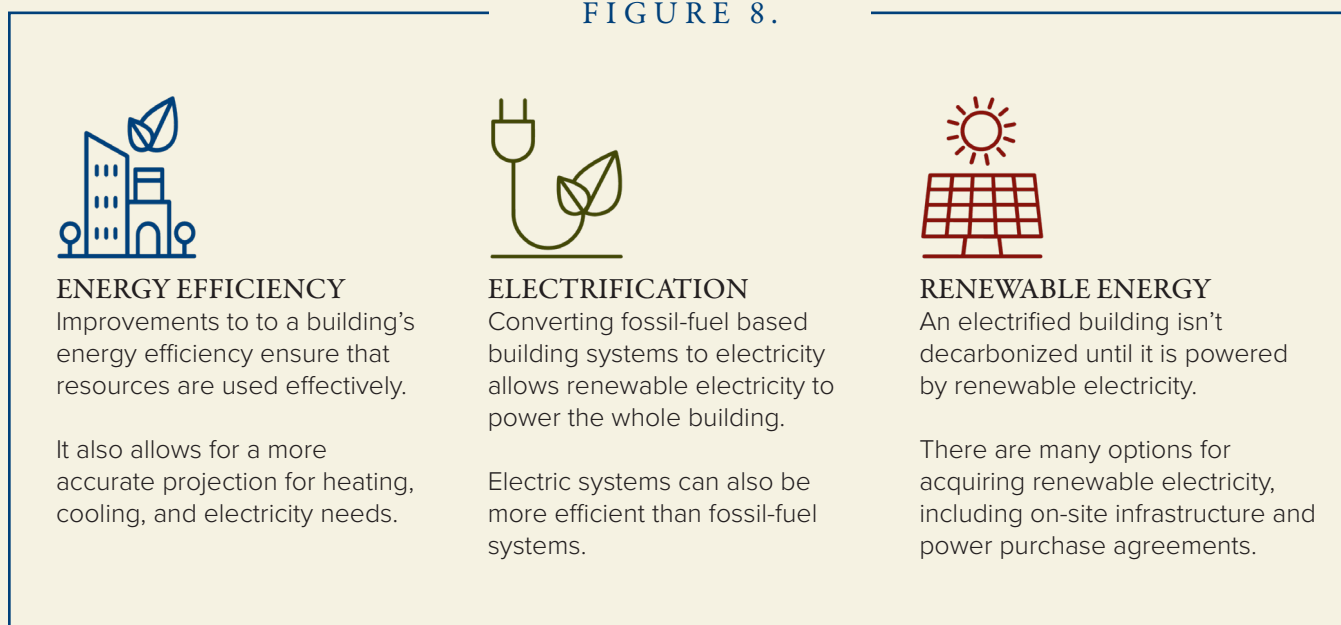 FIGURE 8.
ENERGY EFFICIENCY
Improvements to to a building's
energy efficiency ensure that
resources are used effectively.
It also allows for a more
accurate projection for heating,
cooling, and electricity needs.
ELECTRIFICATION
Converting fossil-fuel based
building systems to electricity
allows renewable electricity to
power the whole building.
Electric systems can also be
more efficient than fossil-fuel
systems.
RENEWABLE ENERGY
An electrified building isn't
decarbonized until it is powered
by renewable electricity.
There are many options for
acquiring renewable electricity,
including on-site infrastructure and
power purchase agreements.